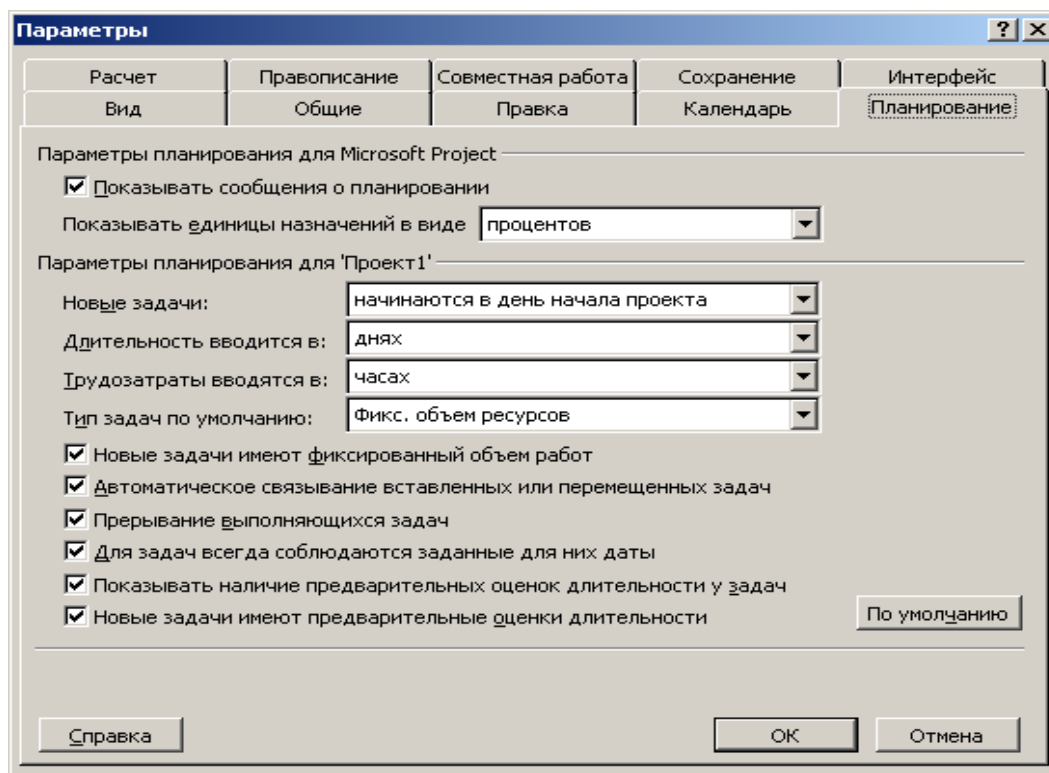 Параметры
Расчет Правописание Совместная работа Сохранение Интерфейс
Вид Общие Правка Календарь Планирование
Параметры планирования для Microsoft Project
Показывать сообщения о планировании
Показывать единицы назначений в виде процентов
Параметры планирования для 'Проект1'
Новые задачи: начинаются в день начала проекта
Длительность вводится в: днях
Трудозатраты вводятся в: часах
Тип задач по умолчанию: Фикс. объем ресурсов
Новые задачи имеют фиксированный объем работ
Автоматическое связывание вставленных или перемещенных задач
Прерывание выполняющихся задач
Для задач всегда соблюдаются заданные для них даты
Показывать наличие предварительных оценок длительности у задач
Новые задачи имеют предварительные оценки длительности
По умолчанию
Справка ОК Отмена